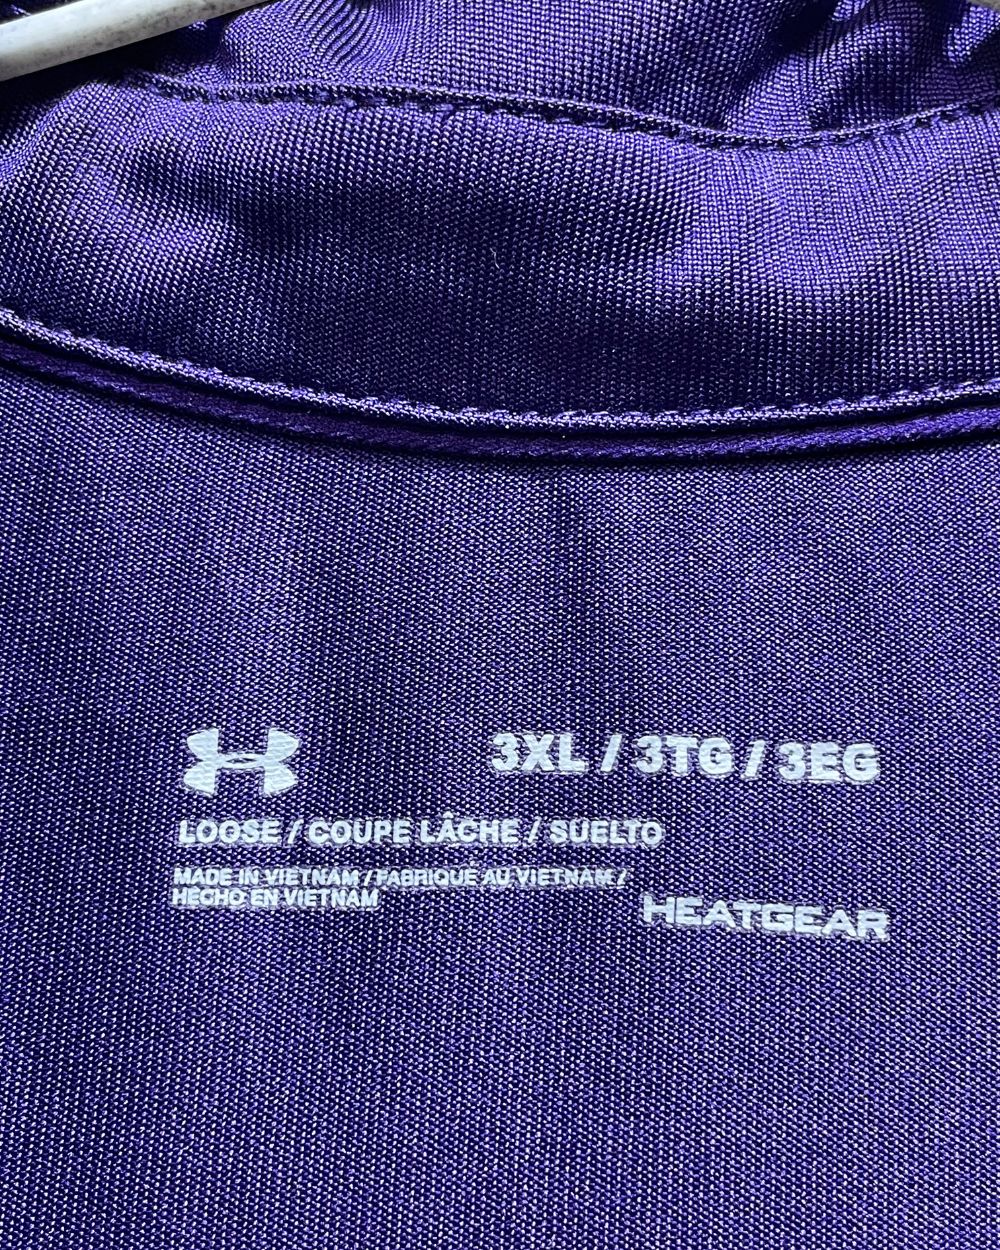 3XL / 3TG / 3EG
LOOSE / COUPE LÂCHE / SUELTO
MADE IN VIETNAM / FABRIQUÉ AU VIETNAM /
HECHO EN VIETNAM
HEATGEAR